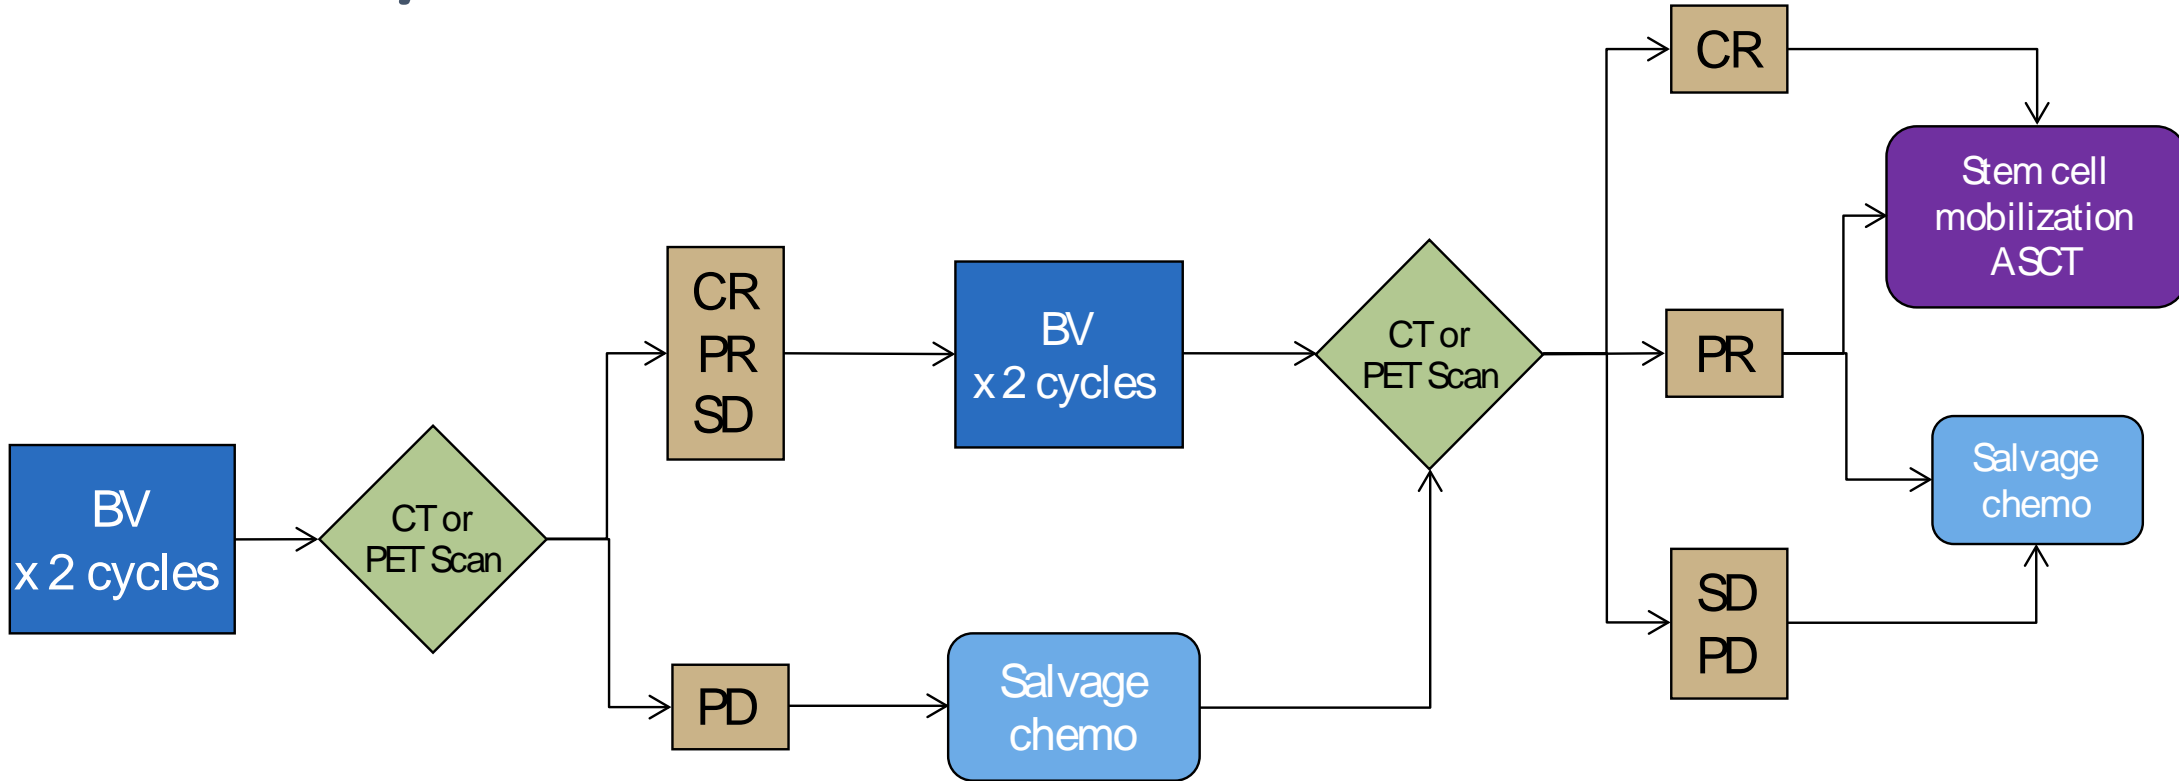 BV
x 2 cycles
CT or
PET Scan
CR
PR
SD
PD
BV
x 2 cycles
Salvage
chemo
CT or
PET Scan
CR
PR
SD
PD
Stem cell
mobilization
ASCT
Salvage
chemo